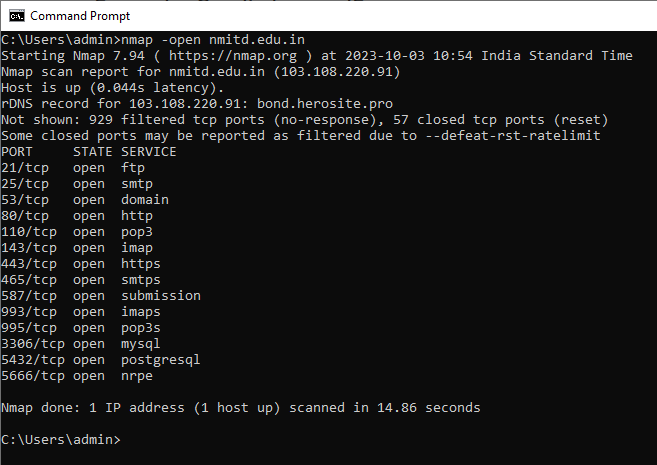 Command Prompt
C:\Users\admin>nmap -open nmitd.edu.in
Starting Nmap 7.94 ( https://nmap.org ) at 2023-10-03 10:54 India Standard Time
Nmap scan report for nmitd.edu.in (103.108.220.91)
Host is up (0.044s latency).
rDNS record for 103.108.220.91: bond.herosite.pro
Not shown: 929 filtered tcp ports (no-response), 57 closed tcp ports (reset)
Some closed ports may be reported as filtered due to --defeat-rst-ratelimit
PORT     STATE SERVICE
21/tcp   open  ftp
25/tcp   open  smtp
53/tcp   open  domain
80/tcp   open  http
110/tcp  open  pop3
143/tcp  open  imap
443/tcp  open  https
465/tcp  open  smtps
587/tcp  open  submission
993/tcp  open  imaps
995/tcp  open  pop3s
3306/tcp open  mysql
5432/tcp open  postgresql
5666/tcp open  nrpe
Nmap done: 1 IP address (1 host up) scanned in 14.86 seconds
C:\Users\admin>